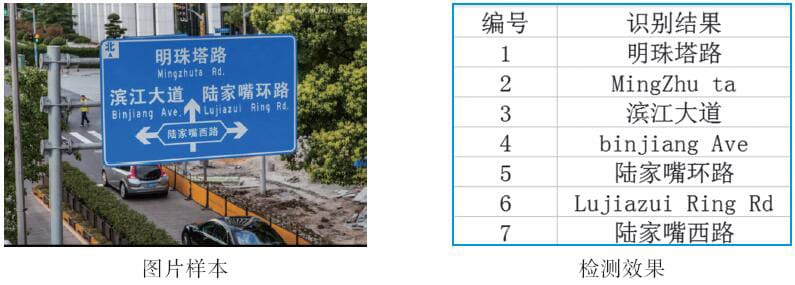 北
明珠塔路
Mingzhuta Rd.
滨江大道 陆家嘴环路
Binjiang Ave. Lujiazui Ring Rd.
陆家嘴西路
图片样本
编号 识别结果
1 明珠塔路
2 MingZhu ta
3 滨江大道
4 binjiang Ave
5 陆家嘴环路
6 Lujiazui Ring Rd
7 陆家嘴西路
检测效果